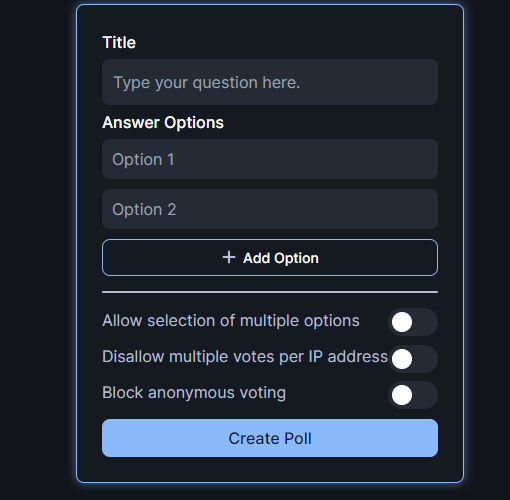 Title
Type your question here.
Answer Options
Option 1
Option 2
Add Option
Allow selection of multiple options
Disallow multiple votes per IP address
Block anonymous voting
Create Poll